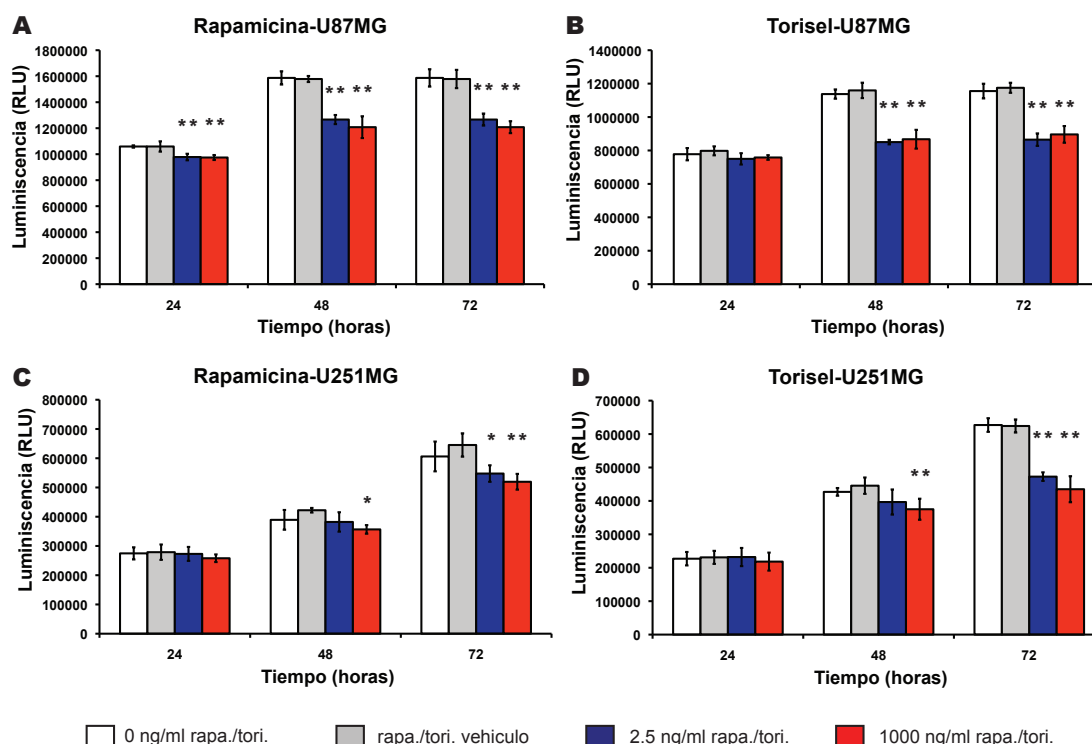 A
Rapamicina-U87MG
Luminiscencia (RLU)
1800000
1600000
1400000
1200000
1000000
800000
600000
400000
200000
0
** **
** **
** **
24 48 72
Tiempo (horas)
B
Torisel-U87MG
Luminiscencia (RLU)
1400000
1200000
1000000
800000
600000
400000
200000
0
** **
** **
24 48 72
Tiempo (horas)
C
Rapamicina-U251MG
Luminiscencia (RLU)
800000
700000
600000
500000
400000
300000
200000
100000
0
*
* **
24 48 72
Tiempo (horas)
D
Torisel-U251MG
Luminiscencia (RLU)
700000
600000
500000
400000
300000
200000
100000
0
**
** **
24 48 72
Tiempo (horas)
0 ng/ml rapa./tori. rapa./tori. vehiculo 2.5 ng/ml rapa./tori. 1000 ng/ml rapa./tori.